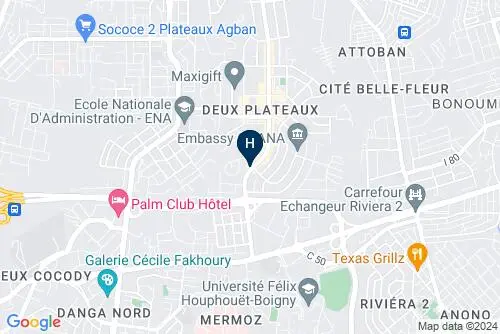 Sococe 2 Plateaux Agban
ATTOBAN
Maxigift
CITÉ BELLE-FLEUR
BONOUM
Ecole Nationale
D'Administration - ENA
DEUX PLATEAUX
Embassy
ANA
H
I 80
Palm Club Hôtel
Carrefour
Echangeur Riviera 2
Galerie Cécile Fakhoury
C 50
Texas Grillz
EUX COCODY
Université Félix
Houphouët-Boigny
DANGA NORD
RIVIÉRA 2
ANONO
Google
MERMOZ
Map data ©2024